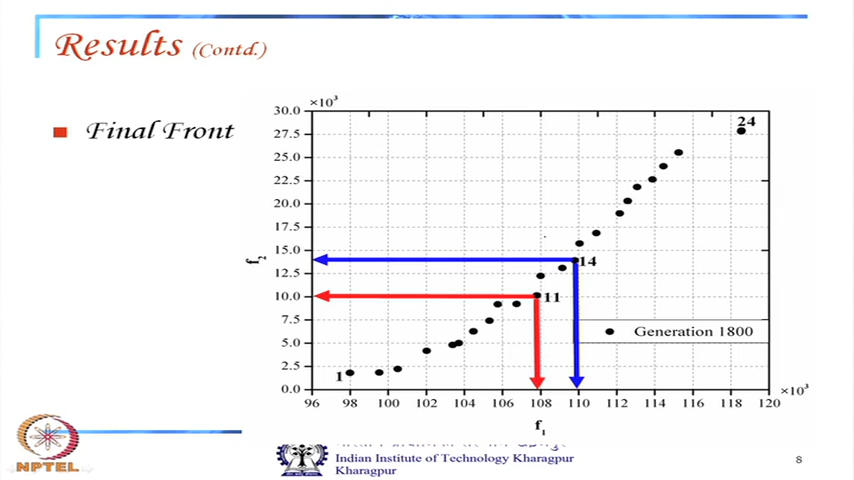 Results (Contd.)
Final Front
×10³
30.0
27.5
25.0
22.5
20.0
17.5
15.0
12.5
10.0
7.5
5.0
2.5
0.0
f₂
24
14
11
1
Generation 1800
96 98 100 102 104 106 108 110 112 114 116 118 120
×10³
f₁
Indian Institute of Technology Kharagpur
Kharagpur
8
NPTEL